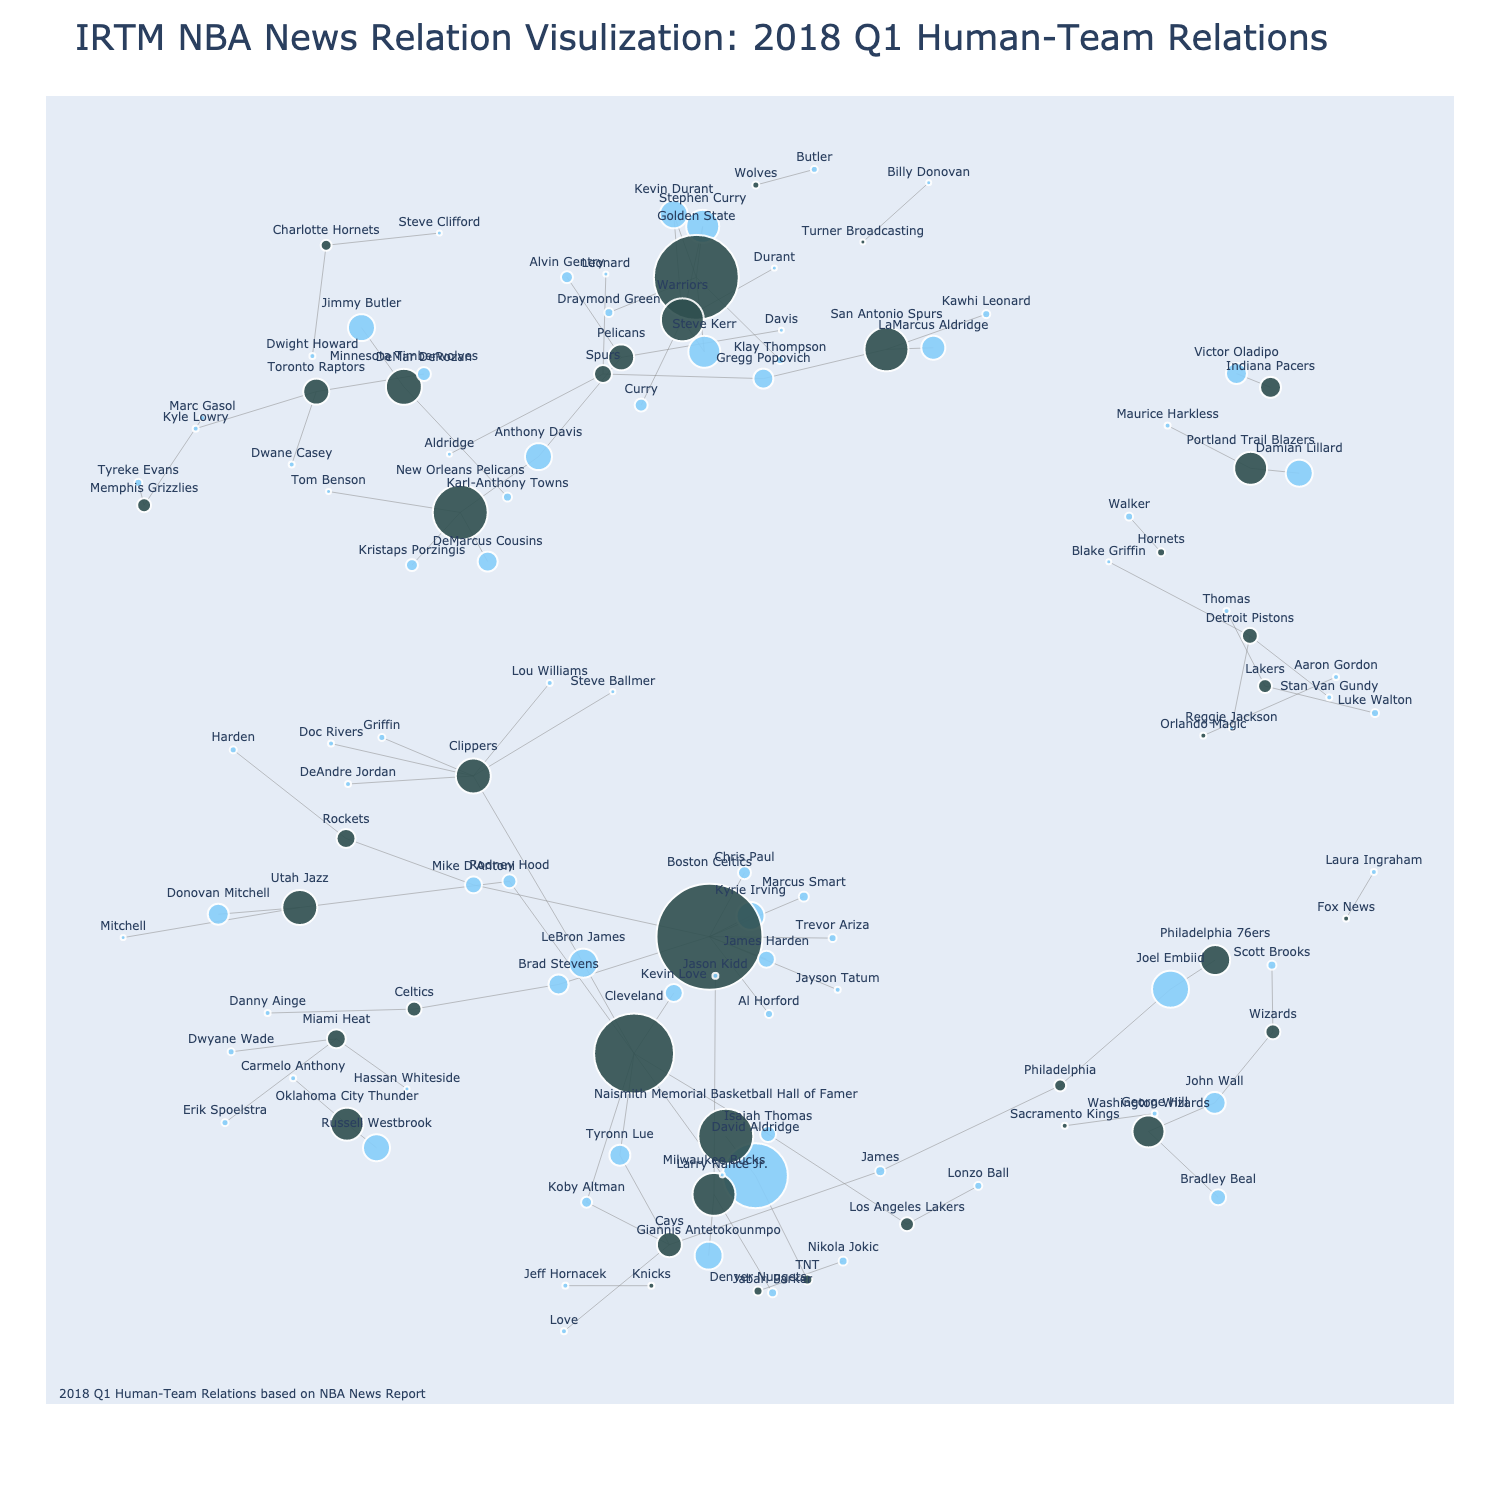 IRTM NBA News Relation Visulization: 2018 Q1 Human-Team Relations
Butler
Wolves
Billy Donovan
Kevin Durant
Stephen Curry
Golden State
Steve Clifford
Charlotte Hornets
Turner Broadcasting
Durant
Alvin Gentry
Leonard
Warriors
Draymond Green
Jimmy Butler
Kawhi Leonard
San Antonio Spurs
LaMarcus Aldridge
Davis
Steve Kerr
Pelicans
Dwight Howard
Klay Thompson
Gregg Popovich
Spurs
Minnesota Timberwolves
DeMar DeRozan
Toronto Raptors
Victor Oladipo
Indiana Pacers
Curry
Marc Gasol
Kyle Lowry
Maurice Harkless
Anthony Davis
Aldridge
Portland Trail Blazers
Damian Lillard
Dwane Casey
Tyreke Evans
New Orleans Pelicans
Tom Benson
Karl-Anthony Towns
Memphis Grizzlies
Walker
Hornets
DeMarcus Cousins
Kristaps Porzingis
Blake Griffin
Thomas
Detroit Pistons
Lou Williams
Steve Ballmer
Lakers
Aaron Gordon
Stan Van Gundy
Luke Walton
Reggie Jackson
Orlando Magic
Griffin
Doc Rivers
Harden
Clippers
DeAndre Jordan
Rockets
Chris Paul
Boston Celtics
Mike D'Antoni
Rodney Hood
Laura Ingraham
Utah Jazz
Donovan Mitchell
Kyrie Irving
Marcus Smart
Fox News
Mitchell
Trevor Ariza
Philadelphia 76ers
LeBron James
James Harden
Scott Brooks
Joel Embiid
Brad Stevens
Jason Kidd
Kevin Love
Jayson Tatum
Cleveland
Celtics
Danny Ainge
Al Horford
Miami Heat
Wizards
Dwyane Wade
Carmelo Anthony
Hassan Whiteside
Philadelphia
John Wall
Oklahoma City Thunder
Naismith Memorial Basketball Hall of Famer
Erik Spoelstra
George Hill
Washington Wizards
Sacramento Kings
Russell Westbrook
Isaiah Thomas
David Aldridge
Tyronn Lue
Milwaukee Bucks
Larry Nance Jr.
James
Lonzo Ball
Bradley Beal
Koby Altman
Los Angeles Lakers
Cavs
Giannis Antetokounmpo
Nikola Jokic
TNT
Jeff Hornacek
Knicks
Denver Nuggets
Jabari Parker
Love
2018 Q1 Human-Team Relations based on NBA News Report